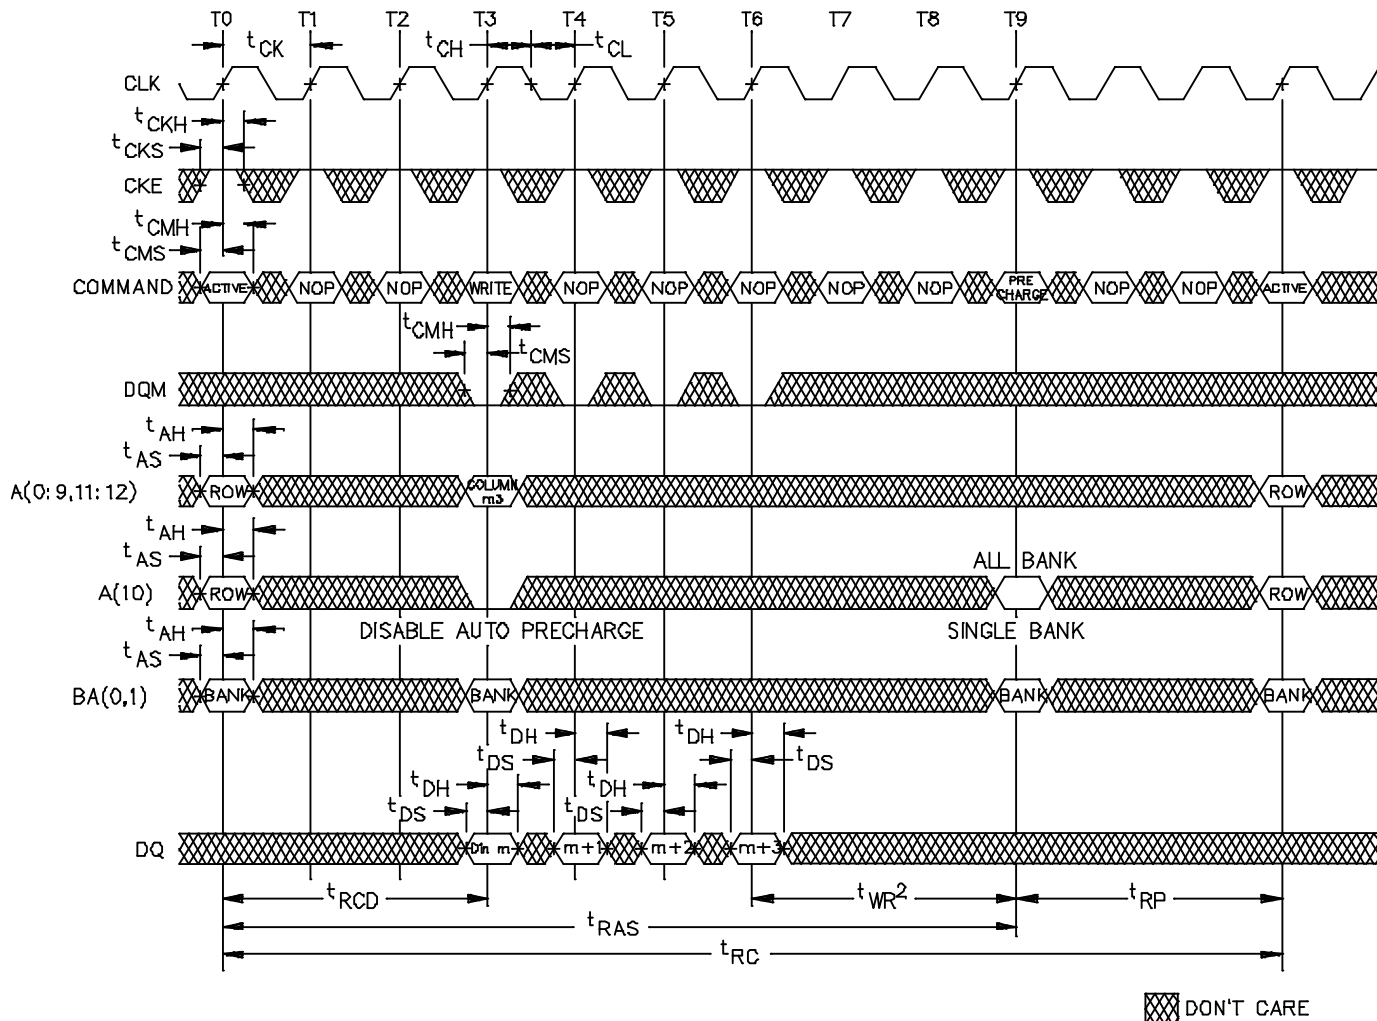 T0 T1 T2 T3 T4 T5 T6 T7 T8 T9
tCK tCH tCL
CLK
tCKH
tCKS
CKE
tCMH
tCMS
COMMAND ACTIVE NOP NOP WRITE NOP NOP NOP NOP NOP PRE CHARGE NOP NOP ACTIVE
tCMH
tCMS
DQM
tAH
tAS
A(0:9,11:12) ROW COLUMN m3 ROW
tAH
tAS ALL BANK
A(10) ROW ROW
tAH DISABLE AUTO PRECHARGE SINGLE BANK
tAS
BA(0,1) BANK BANK BANK BANK
tDH tDH
tDS tDS
tDH tDH
tDS tDS
DQ Din m m+1 m+2 m+3
tRCD tWR2 tRP
tRAS
tRC
DON'T CARE